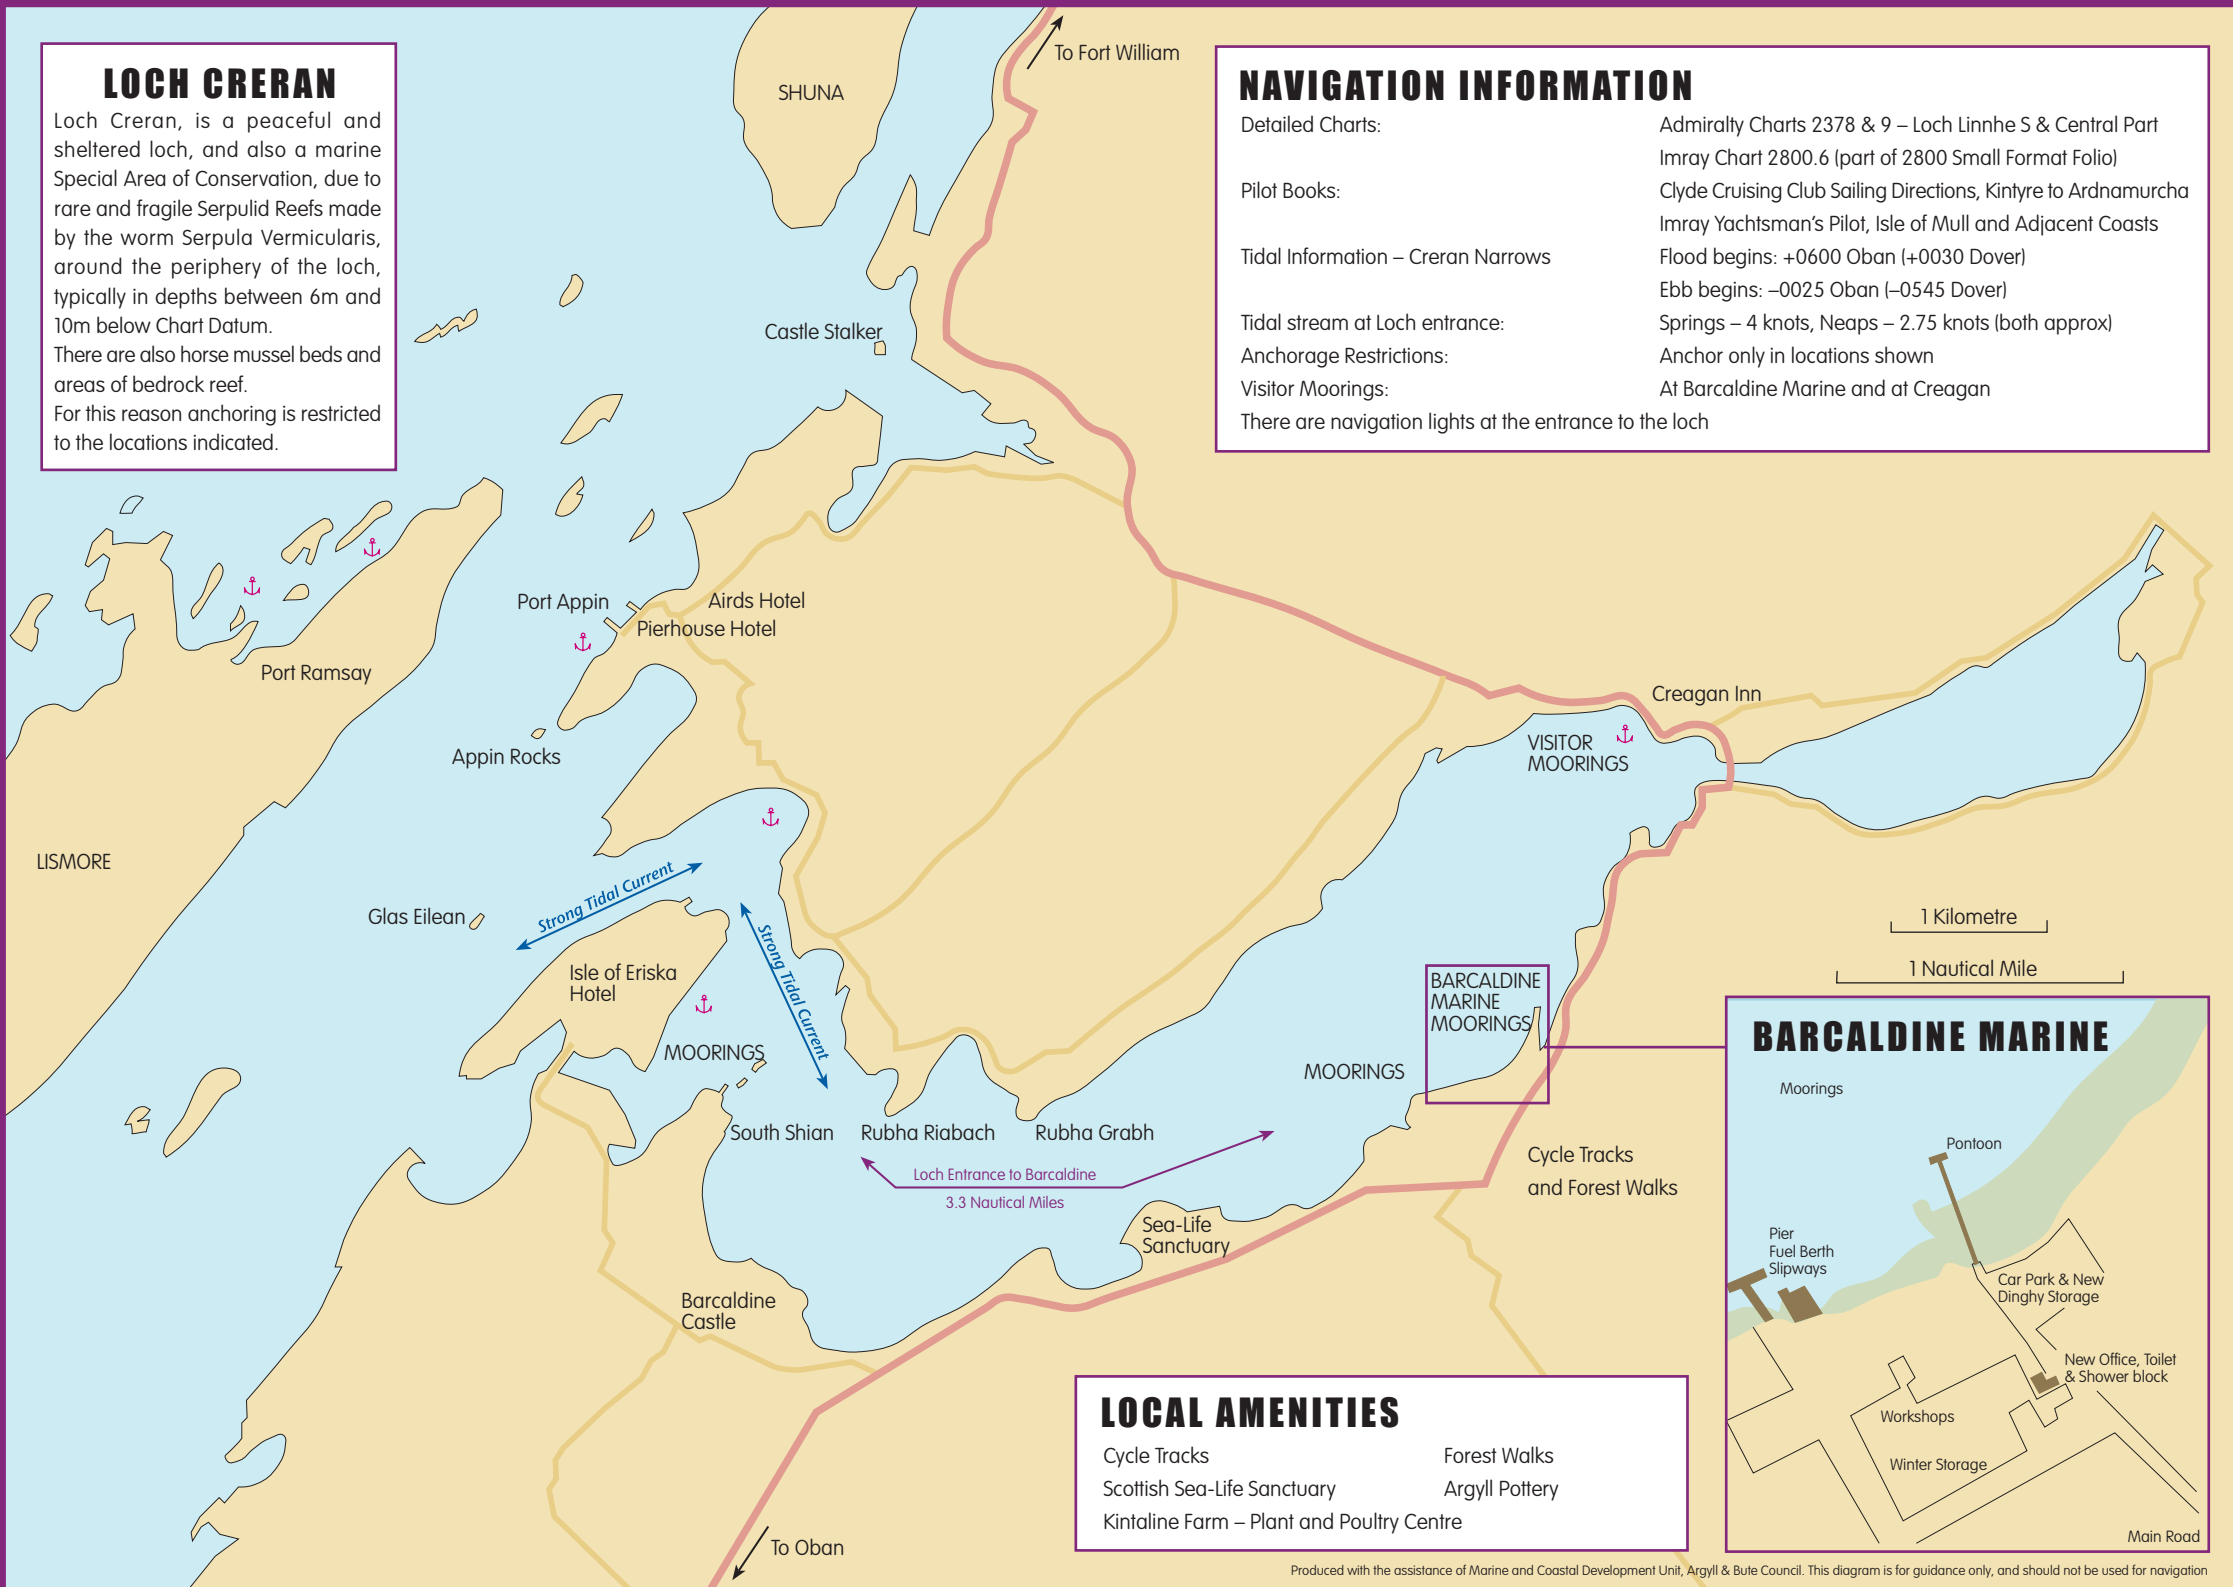 LOCH CRERAN
Loch Creran, is a peaceful and
sheltered loch, and also a marine
Special Area of Conservation, due to
rare and fragile Serpulid Reefs made
by the worm Serpula Vermicularis,
around the periphery of the loch,
typically in depths between 6m and
10m below Chart Datum.
There are also horse mussel beds and
areas of bedrock reef.
For this reason anchoring is restricted
to the locations indicated.
SHUNA
To Fort William
NAVIGATION INFORMATION
Detailed Charts: Admiralty Charts 2378 & 9 – Loch Linnhe S & Central Part
Imray Chart 2800.6 (part of 2800 Small Format Folio)
Pilot Books: Clyde Cruising Club Sailing Directions, Kintyre to Ardnamurcha
Imray Yachtsman's Pilot, Isle of Mull and Adjacent Coasts
Tidal Information – Creran Narrows Flood begins: +0600 Oban (+0030 Dover)
Ebb begins: –0025 Oban (–0545 Dover)
Tidal stream at Loch entrance: Springs – 4 knots, Neaps – 2.75 knots (both approx)
Anchorage Restrictions: Anchor only in locations shown
Visitor Moorings: At Barcaldine Marine and at Creagan
There are navigation lights at the entrance to the loch
Castle Stalker
Port Appin
Airds Hotel
Pierhouse Hotel
Port Ramsay
Appin Rocks
Creagan Inn
VISITOR
MOORINGS
LISMORE
Strong Tidal Current
Glas Eilean
Strong Tidal Current
Isle of Eriska
Hotel
MOORINGS
South Shian
Rubha Riabach
Rubha Grabh
MOORINGS
BARCALDINE
MARINE
MOORINGS
Loch Entrance to Barcaldine
3.3 Nautical Miles
Cycle Tracks
and Forest Walks
Sea-Life
Sanctuary
Barcaldine
Castle
To Oban
1 Kilometre
1 Nautical Mile
BARCALDINE MARINE
Moorings
Pontoon
Pier
Fuel Berth
Slipways
Car Park & New
Dinghy Storage
New Office, Toilet
& Shower block
Workshops
Winter Storage
Main Road
LOCAL AMENITIES
Cycle Tracks Forest Walks
Scottish Sea-Life Sanctuary Argyll Pottery
Kintaline Farm – Plant and Poultry Centre
Produced with the assistance of Marine and Coastal Development Unit, Argyll & Bute Council. This diagram is for guidance only, and should not be used for navigation